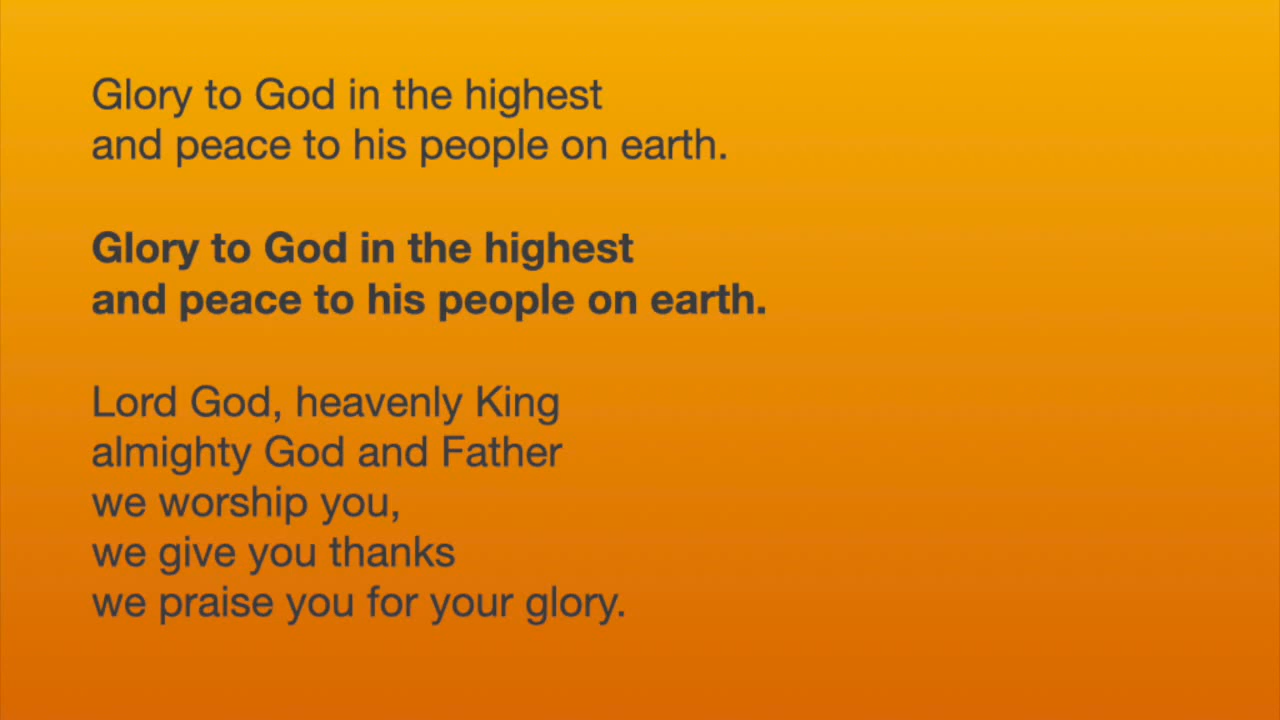 Glory to God in the highest
and peace to his people on earth.
Glory to God in the highest
and peace to his people on earth.
Lord God, heavenly King
almighty God and Father
we worship you,
we give you thanks
we praise you for your glory.